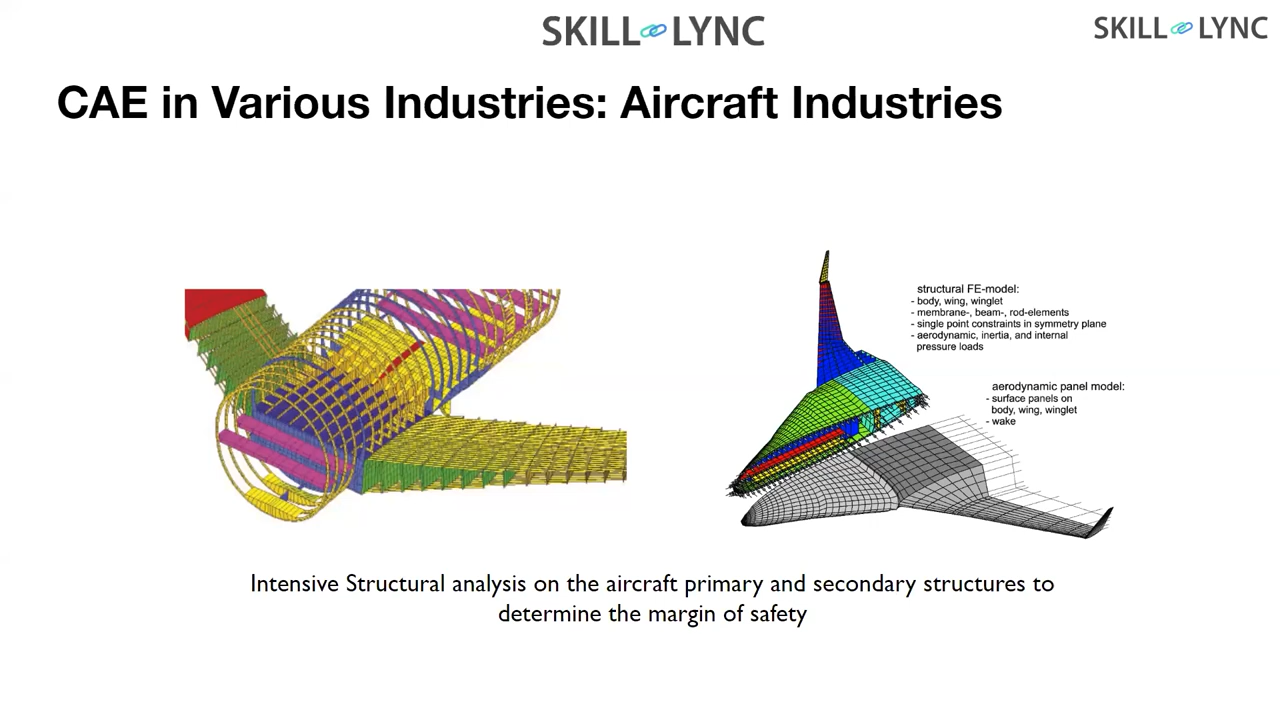 SKILL LYNC
SKILL LYNC
CAE in Various Industries: Aircraft Industries
structural FE-model:
- body, wing, winglet
- membrane-, beam-, rod-elements
- single point constraints in symmetry plane
- aerodynamic, inertia, and internal
pressure loads
aerodynamic panel model:
- surface panels on
body, wing, winglet
- wake
Intensive Structural analysis on the aircraft primary and secondary structures to
determine the margin of safety